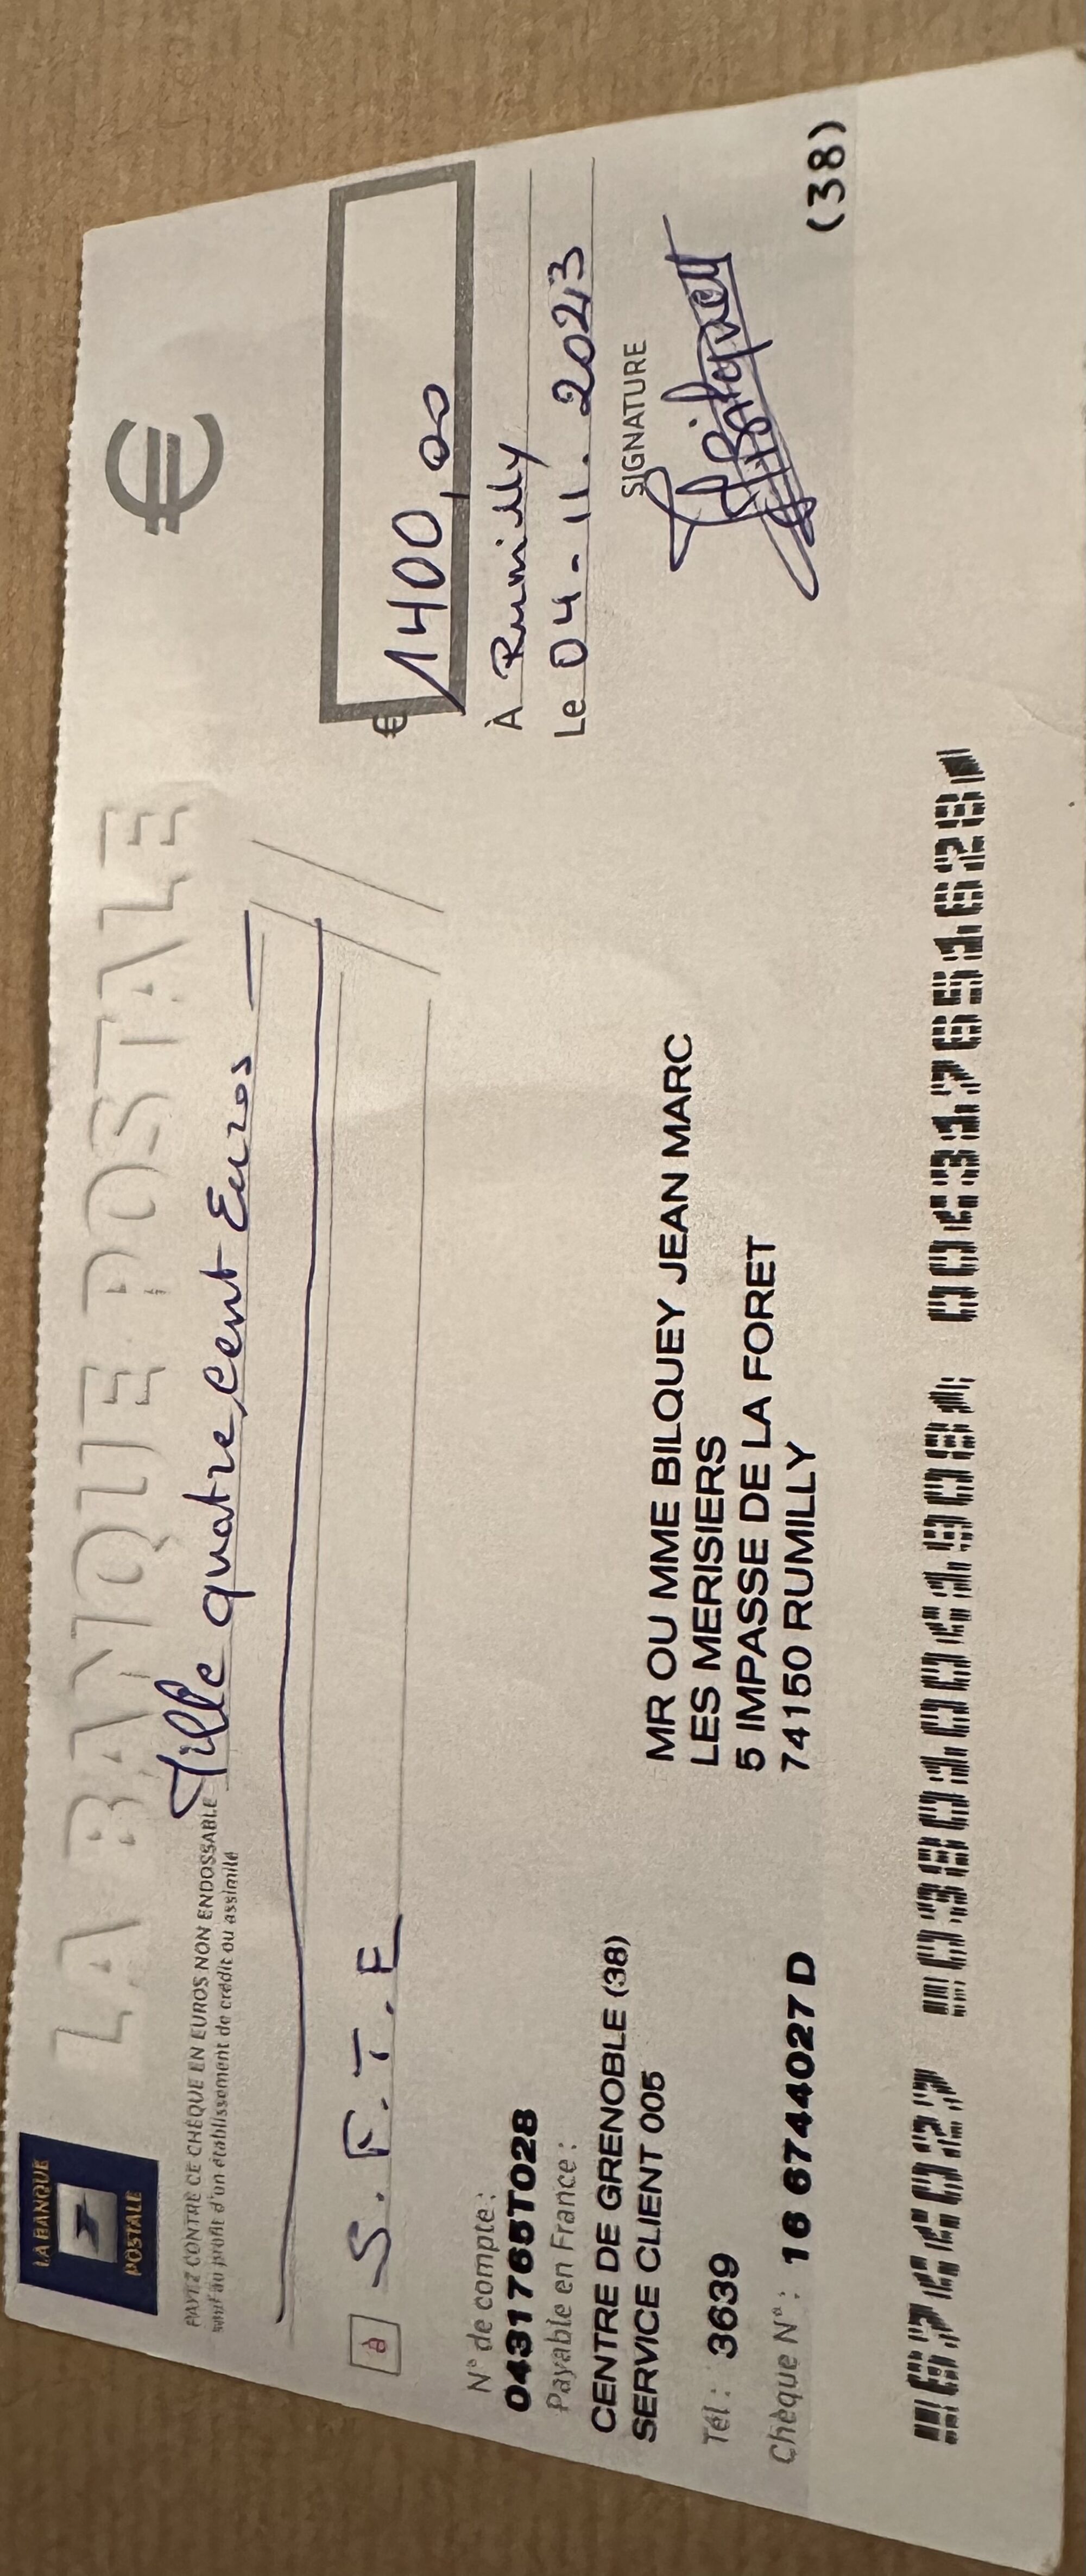 LA BANQUE
POSTALE
LA BANQUE POSTALE
€
PAYEZ CONTRE CE CHÈQUE EN EUROS NON ENDOSSABLE
sauf au profit d'un établissement de crédit ou assimilé
Mille quatre cent Euros
à S.F.T.F
€ 1400,00
N° de compte :
0431765T028
À Rumilly
Payable en France :
Le 04-11.2023
CENTRE DE GRENOBLE (38)
SERVICE CLIENT 005
SIGNATURE
Tél : 3639
MR OU MME BILQUEY JEAN MARC
LES MERISIERS
5 IMPASSE DE LA FORET
74150 RUMILLY
Chèque N° : 16 6744027 D
(38)